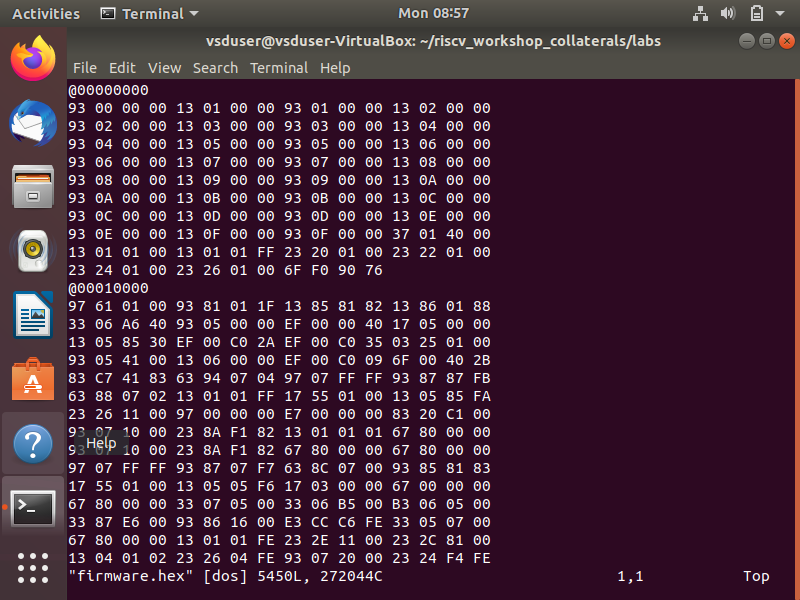 Activities Terminal Mon 08:57
vsduser@vsduser-VirtualBox: ~/riscv_workshop_collaterals/labs
File Edit View Search Terminal Help
@00000000
93 00 00 00 13 01 00 00 93 01 00 00 13 02 00 00
93 02 00 00 13 03 00 00 93 03 00 00 13 04 00 00
93 04 00 00 13 05 00 00 93 05 00 00 13 06 00 00
93 06 00 00 13 07 00 00 93 07 00 00 13 08 00 00
93 08 00 00 13 09 00 00 93 09 00 00 13 0A 00 00
93 0A 00 00 13 0B 00 00 93 0B 00 00 13 0C 00 00
93 0C 00 00 13 0D 00 00 93 0D 00 00 13 0E 00 00
93 0E 00 00 13 0F 00 00 93 0F 00 00 37 01 40 00
13 01 01 00 13 01 01 FF 23 20 01 00 23 22 01 00
23 24 01 00 23 26 01 00 6F F0 90 76
@00010000
97 61 01 00 93 81 01 1F 13 85 81 82 13 86 01 88
33 06 A6 40 93 05 00 00 EF 00 00 40 17 05 00 00
13 05 85 30 EF 00 C0 2A EF 00 C0 35 03 25 01 00
93 05 41 00 13 06 00 00 EF 00 C0 09 6F 00 40 2B
83 C7 41 83 63 94 07 04 97 07 FF FF 93 87 87 FB
63 88 07 02 13 01 01 FF 17 55 01 00 13 05 85 FA
23 26 11 00 97 00 00 00 E7 00 00 00 83 20 C1 00
93 07 10 00 23 8A F1 82 13 01 01 01 67 80 00 00
Help
93 07 10 00 23 8A F1 82 67 80 00 00 67 80 00 00
97 07 FF FF 93 87 07 F7 63 8C 07 00 93 85 81 83
17 55 01 00 13 05 05 F6 17 03 00 00 67 00 00 00
67 80 00 00 33 07 05 00 33 06 B5 00 B3 06 05 00
33 87 E6 00 93 86 16 00 E3 CC C6 FE 33 05 07 00
67 80 00 00 13 01 01 FE 23 2E 11 00 23 2C 81 00
13 04 01 02 23 26 04 FE 93 07 20 00 23 24 F4 FE
"firmware.hex" [dos] 5450L, 272044C 1,1 Top